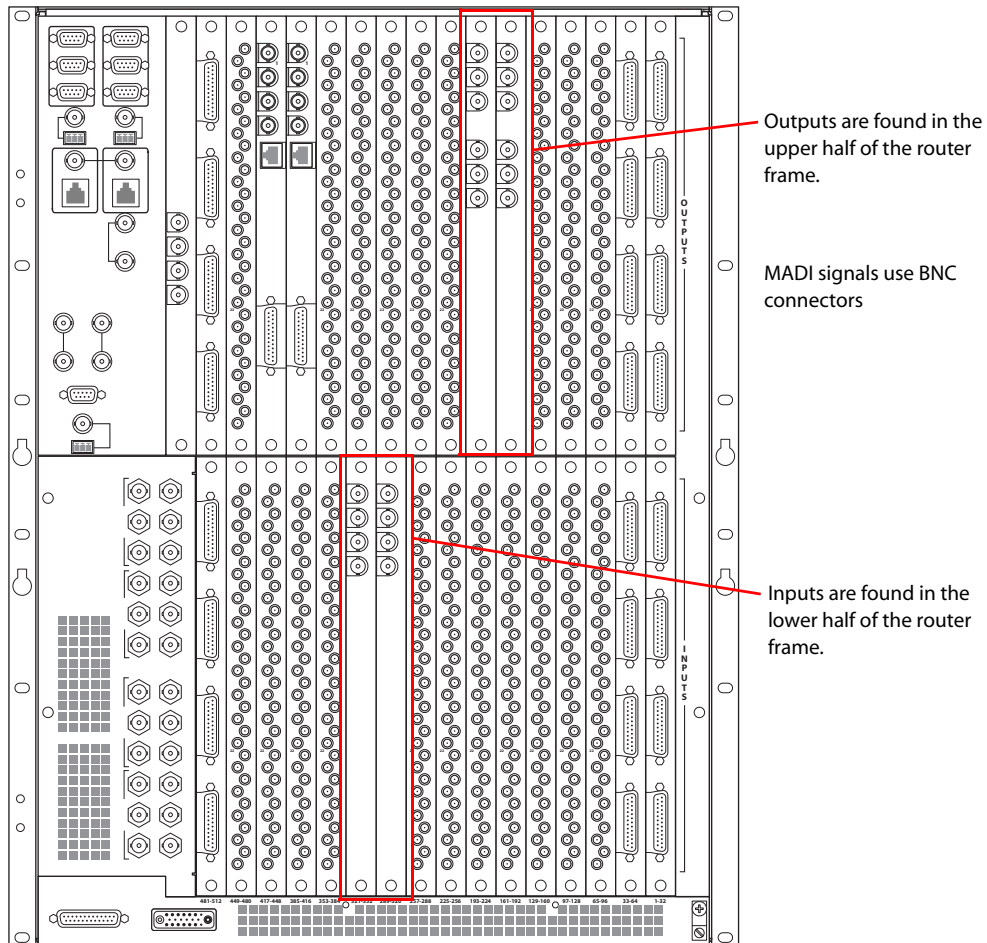 Outputs are found in the
upper half of the router
frame.
OUTPUTS
MADI signals use BNC
connectors
Inputs are found in the
lower half of the router
frame.
INPUTS
481-512 449-480 417-448 385-416 353-384 257-288 225-256 193-224 161-192 129-160 97-128 65-96 33-64 1-32